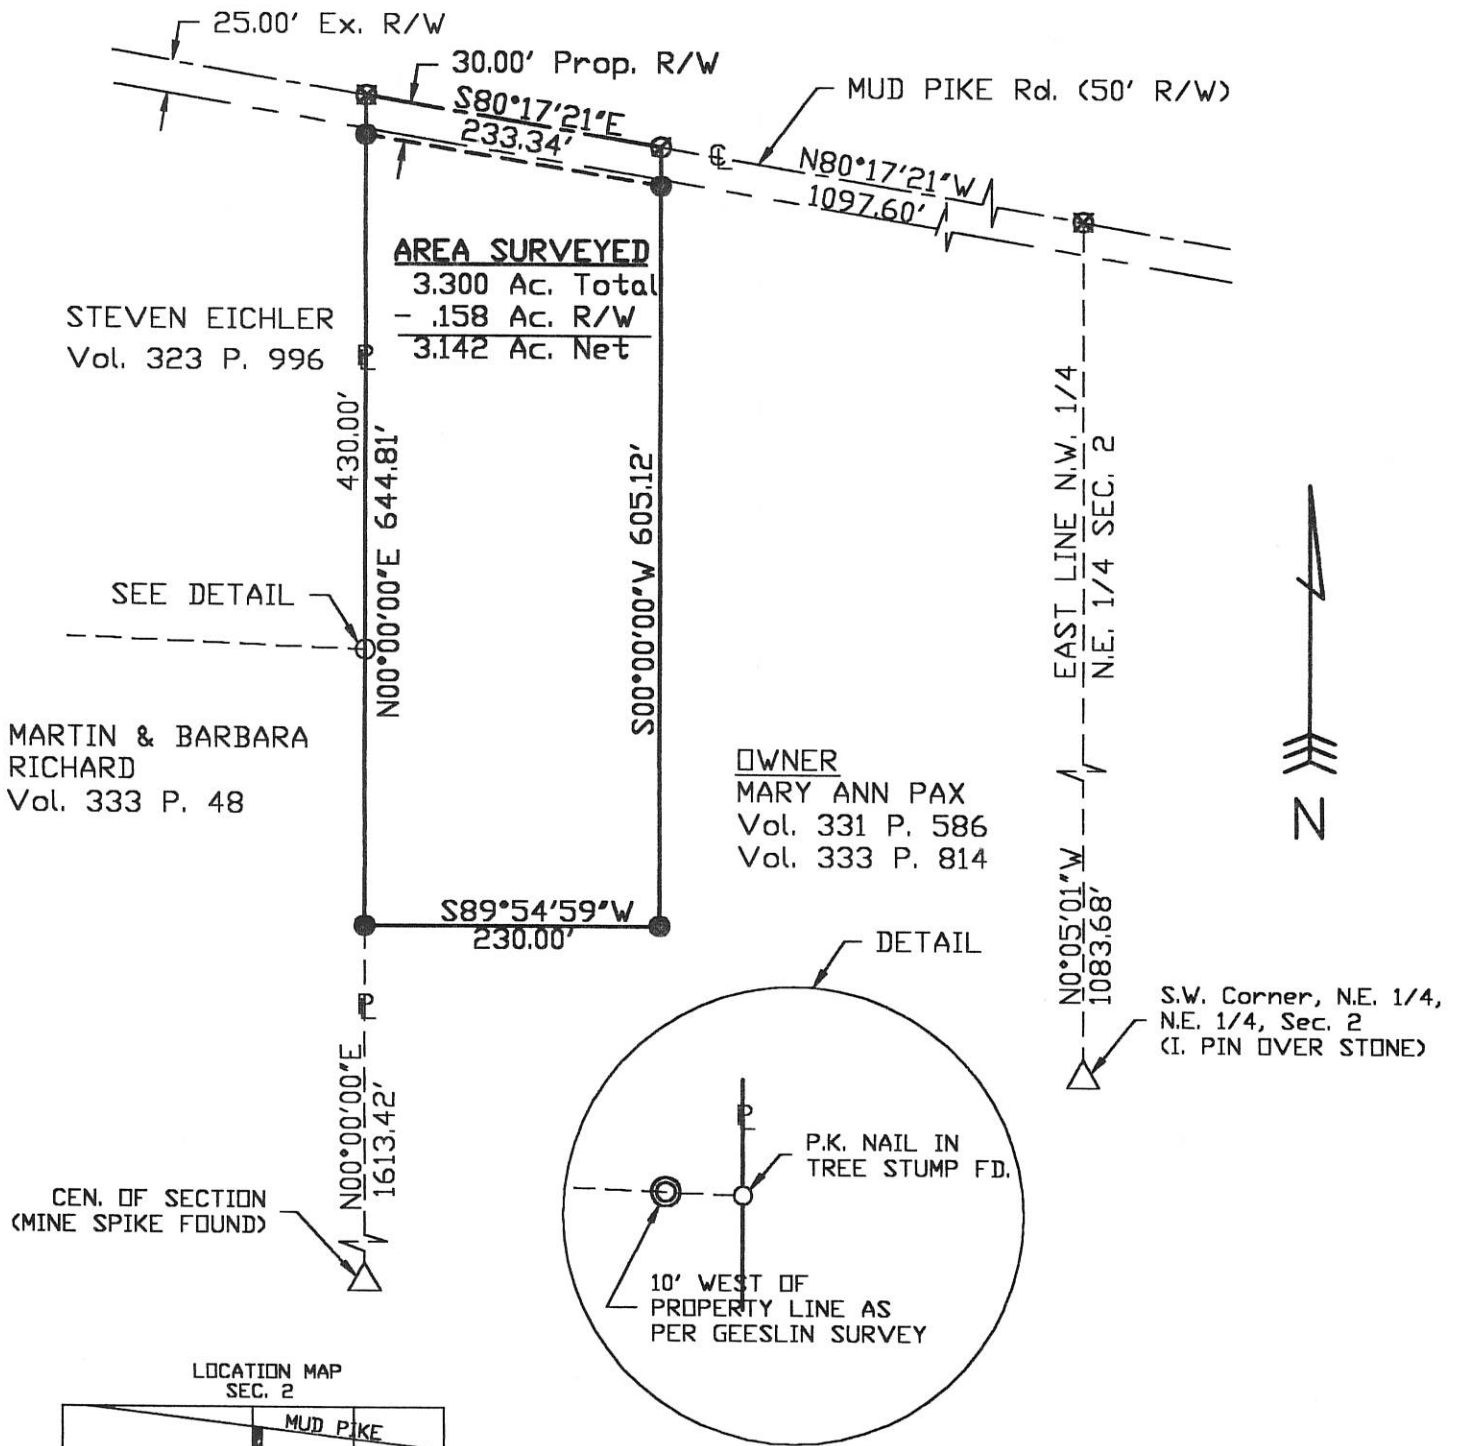 25.00' Ex. R/W
30.00' Prop. R/W
MUD PIKE Rd. (50' R/W)
S80°17'21"E
233.34'
℄
N80°17'21"W
1097.60'
AREA SURVEYED
3.300 Ac. Total
- .158 Ac. R/W
3.142 Ac. Net
STEVEN EICHLER
Vol. 323 P. 996
PL
430.00'
N00°00'00"E 644.81'
S00°00'00"W 605.12'
EAST LINE N.W. 1/4
N.E. 1/4 SEC. 2
SEE DETAIL
MARTIN & BARBARA
RICHARD
Vol. 333 P. 48
OWNER
MARY ANN PAX
Vol. 331 P. 586
Vol. 333 P. 814
N
S89°54'59"W
230.00'
N0°05'01"W
1083.68'
DETAIL
S.W. Corner, N.E. 1/4,
N.E. 1/4, Sec. 2
(I. PIN OVER STONE)
PL
N00°00'00"E
1613.42'
CEN. OF SECTION
(MINE SPIKE FOUND)
PL
P.K. NAIL IN
TREE STUMP FD.
10' WEST OF
PROPERTY LINE AS
PER GEESLIN SURVEY
LOCATION MAP
SEC. 2
MUD PIKE